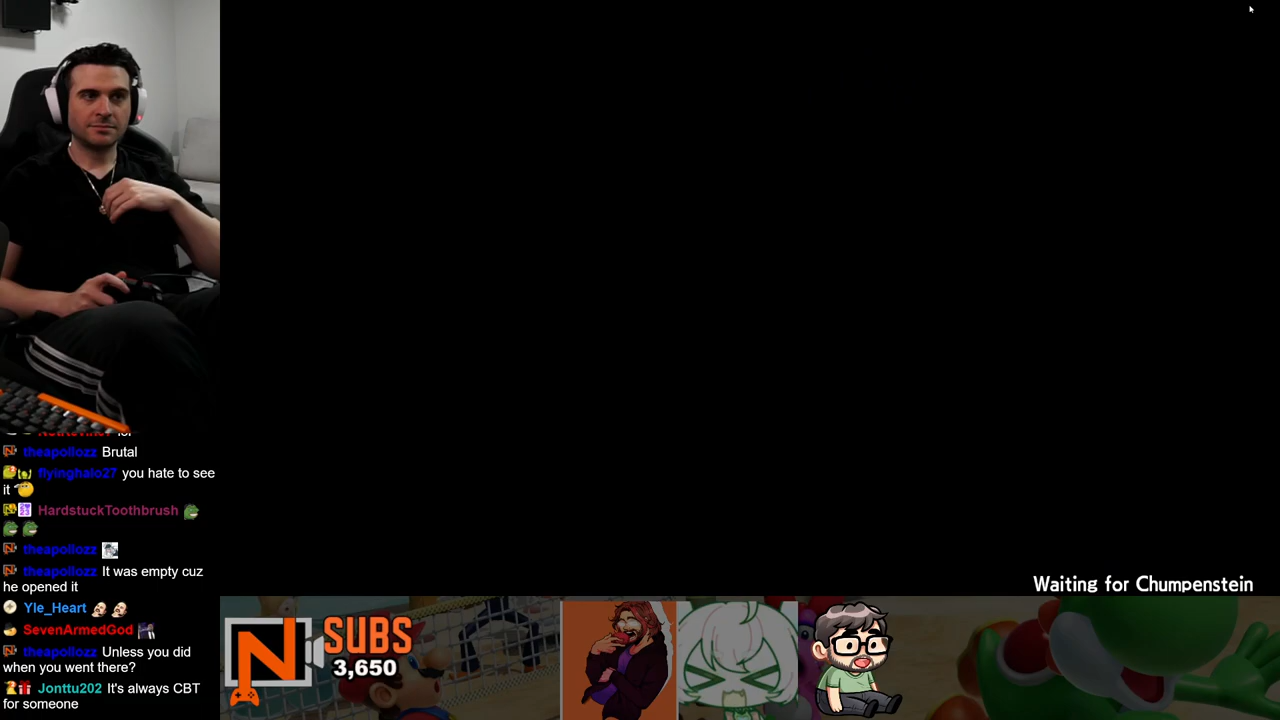 theapollozz Brutal
flyinghalo27 you hate to see
it
HardstuckToothbrush
theapollozz
theapollozz It was empty cuz
he opened it
Yle_Heart
SevenArmedGod
theapollozz Unless you did
when you went there?
Jonttu202 It's always CBT
for someone
Waiting for Chumpenstein
N SUBS
3,650